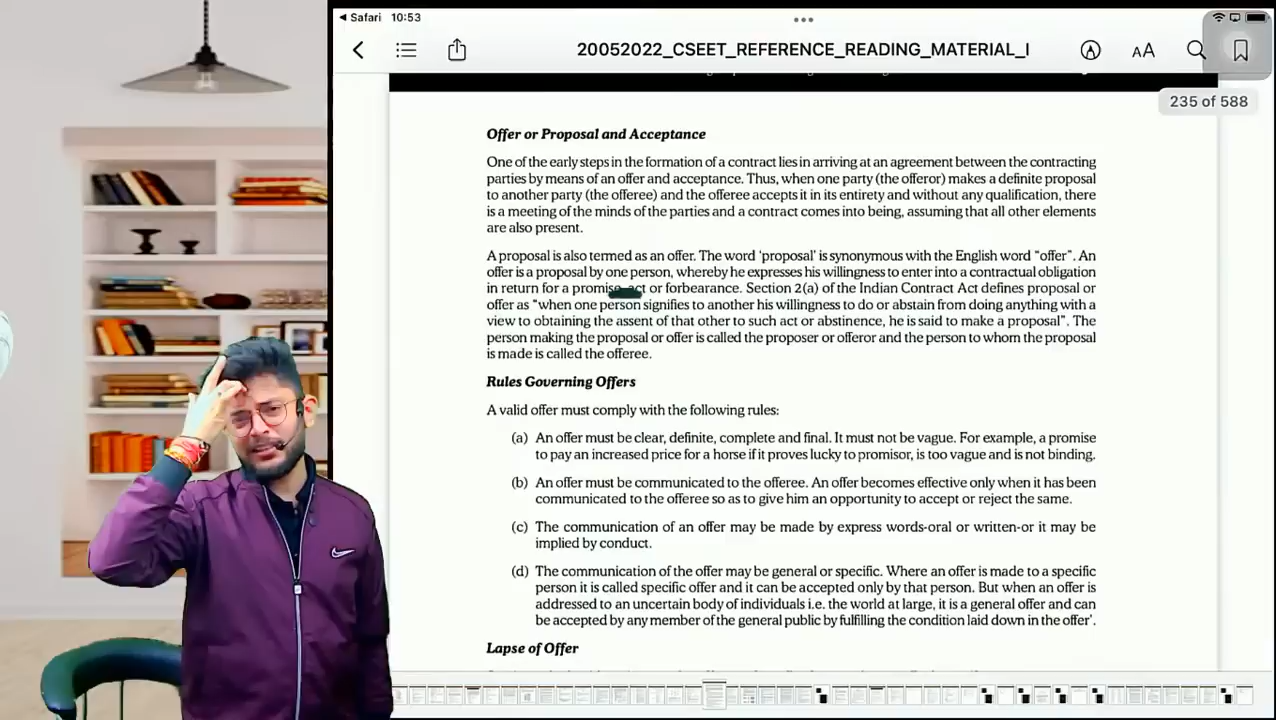 Safari 10:53
20052022_CSEET_REFERENCE_READING_MATERIAL_I
AA
235 of 588
Offer or Proposal and Acceptance
One of the early steps in the formation of a contract lies in arriving at an agreement between the contracting
parties by means of an offer and acceptance. Thus, when one party (the offeror) makes a definite proposal
to another party (the offeree) and the offeree accepts it in its entirety and without any qualification, there
is a meeting of the minds of the parties and a contract comes into being, assuming that all other elements
are also present.
A proposal is also termed as an offer. The word ‘proposal’ is synonymous with the English word “offer”. An
offer is a proposal by one person, whereby he expresses his willingness to enter into a contractual obligation
in return for a promise, act or forbearance. Section 2(a) of the Indian Contract Act defines proposal or
offer as “when one person signifies to another his willingness to do or abstain from doing anything with a
view to obtaining the assent of that other to such act or abstinence, he is said to make a proposal”. The
person making the proposal or offer is called the proposer or offeror and the person to whom the proposal
is made is called the offeree.
Rules Governing Offers
A valid offer must comply with the following rules:
(a) An offer must be clear, definite, complete and final. It must not be vague. For example, a promise
to pay an increased price for a horse if it proves lucky to promisor, is too vague and is not binding.
(b) An offer must be communicated to the offeree. An offer becomes effective only when it has been
communicated to the offeree so as to give him an opportunity to accept or reject the same.
(c) The communication of an offer may be made by express words-oral or written-or it may be
implied by conduct.
(d) The communication of the offer may be general or specific. Where an offer is made to a specific
person it is called specific offer and it can be accepted only by that person. But when an offer is
addressed to an uncertain body of individuals i.e. the world at large, it is a general offer and can
be accepted by any member of the general public by fulfilling the condition laid down in the offer'.
Lapse of Offer